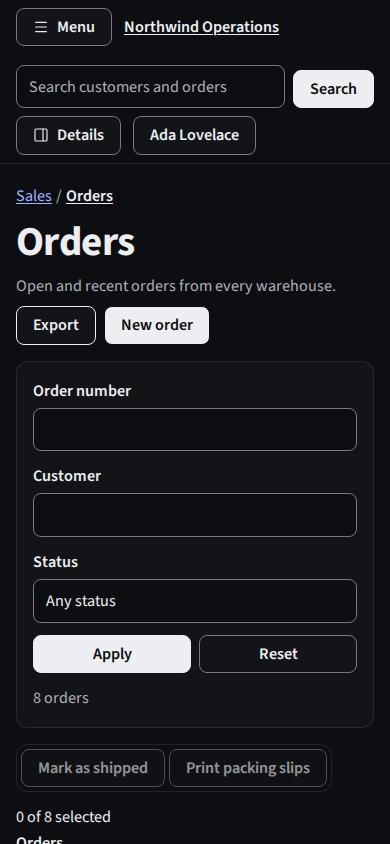 Menu Northwind Operations
Search customers and orders Search
Details Ada Lovelace
Sales / Orders
Orders
Open and recent orders from every warehouse.
Export New order
Order number
Customer
Status
Any status
Apply Reset
8 orders
Mark as shipped Print packing slips
0 of 8 selected
Orders